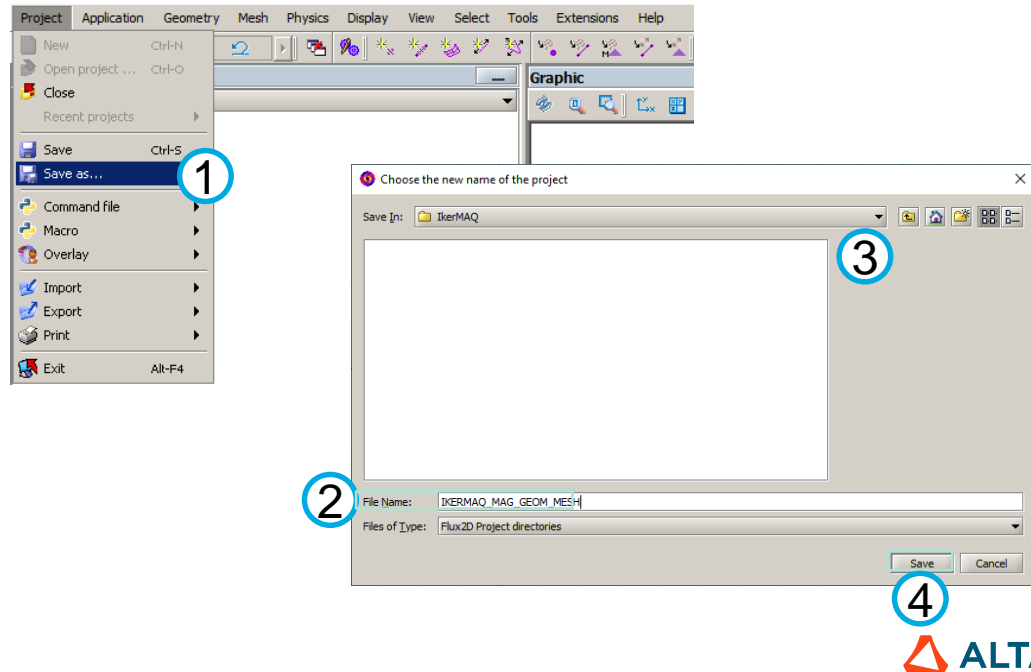 Project Application Geometry Mesh Physics Display View Select Tools Extensions Help
New Ctrl-N
Open project ... Ctrl-O
Close
Recent projects
Save Ctrl-S
Save as...
1
Command file
Macro
Overlay
Import
Export
Print
Exit Alt-F4
Graphic
Choose the new name of the project
Save In: IkerMAQ
3
2
File Name: IKERMAQ_MAG_GEOM_MESH
Files of Type: Flux2D Project directories
Save Cancel
4